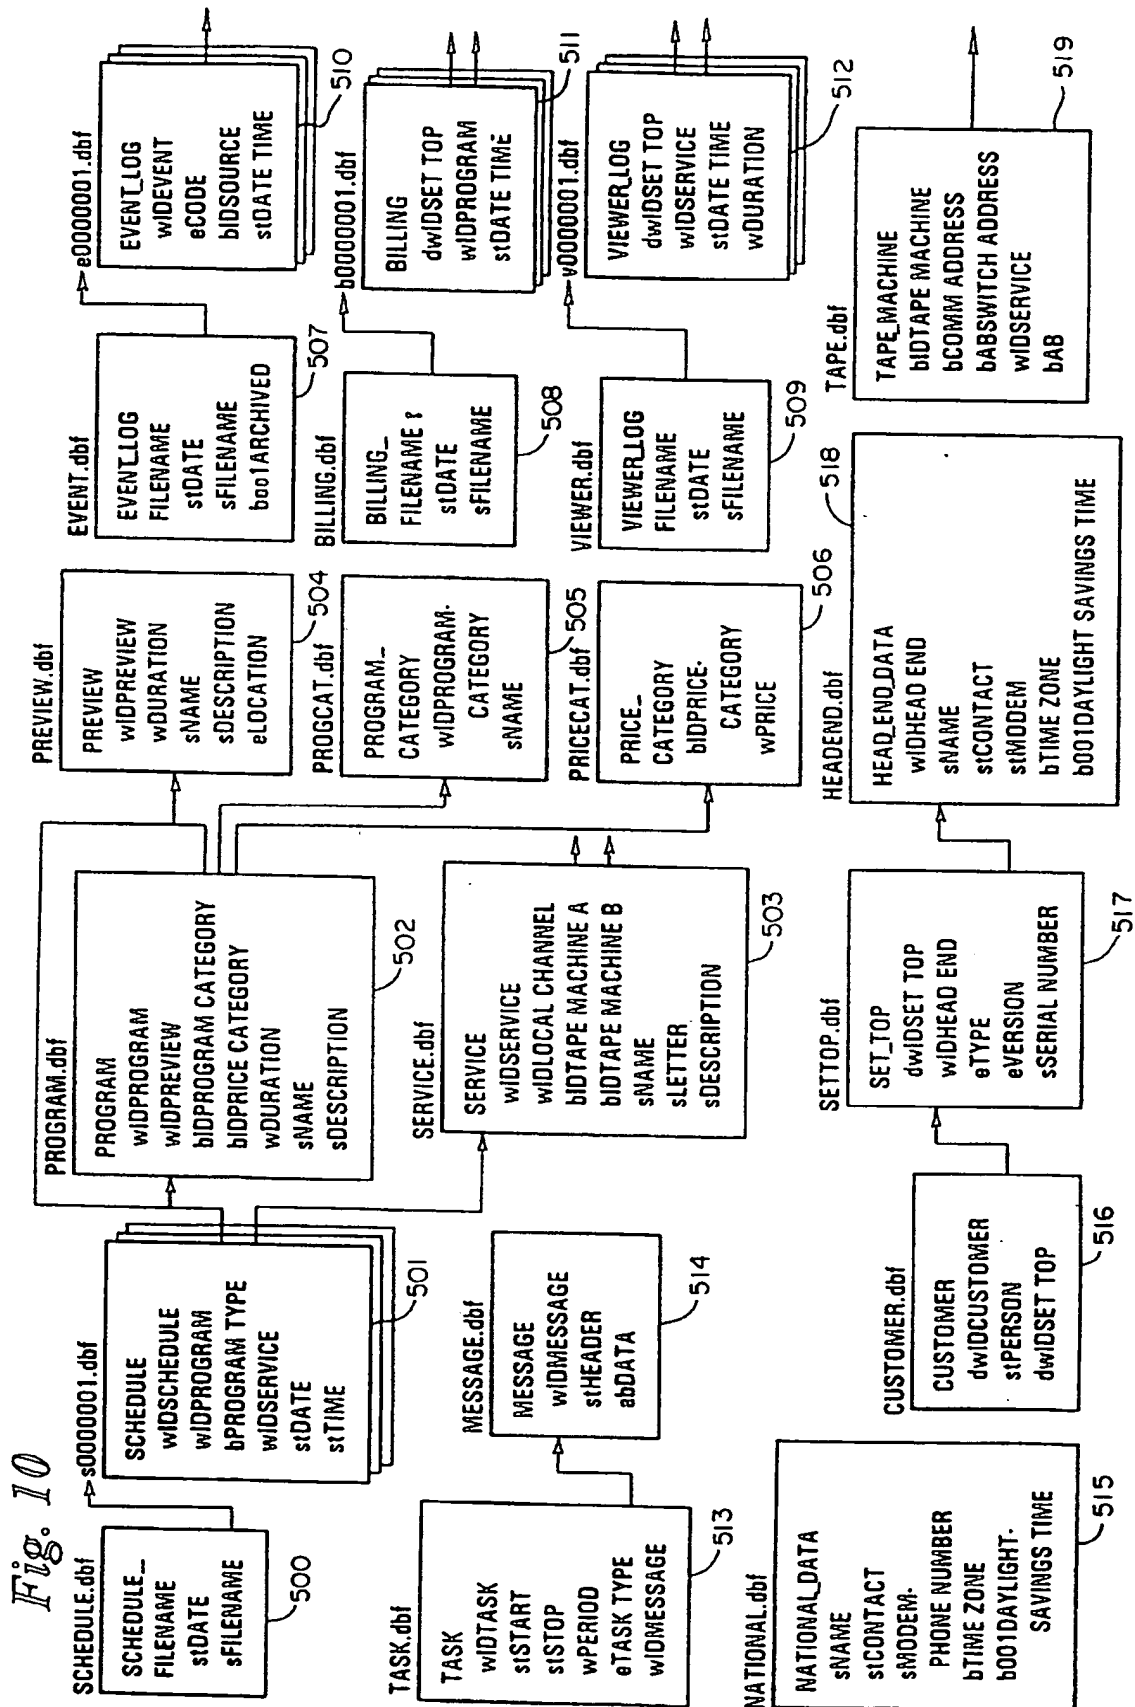 Fig. 10
SCHEDULE.dbf
SCHEDULE_
FILENAME
stDATE
sFILENAME
500
s0000001.dbf
SCHEDULE
wIDSCHEDULE
wIDPROGRAM
bPROGRAM TYPE
wIDSERVICE
stDATE
stTIME
501
PROGRAM.dbf
PROGRAM
wIDPROGRAM
wIDPREVIEW
bIDPROGRAM CATEGORY
bIDPRICE CATEGORY
wDURATION
sNAME
sDESCRIPTION
502
SERVICE.dbf
SERVICE
wIDSERVICE
wIDLOCAL CHANNEL
bIDTAPE MACHINE A
bIDTAPE MACHINE B
sNAME
sLETTER
sDESCRIPTION
503
PREVIEW.dbf
PREVIEW
wIDPREVIEW
wDURATION
sNAME
sDESCRIPTION
eLOCATION
504
PROGCAT.dbf
PROGRAM_
CATEGORY
wIDPROGRAM-
CATEGORY
sNAME
505
PRICECAT.dbf
PRICE_
CATEGORY
bIDPRICE-
CATEGORY
wPRICE
506
EVENT.dbf
EVENT_LOG
FILENAME
stDATE
sFILENAME
boo1ARCHIVED
507
BILLING.dbf
BILLING_
FILENAME
stDATE
sFILENAME
508
VIEWER.dbf
VIEWER_LOG
FILENAME
stDATE
sFILENAME
509
e0000001.dbf
EVENT_LOG
wIDEVENT
eCODE
bIDSOURCE
stDATE TIME
510
b0000001.dbf
BILLING
dwIDSET TOP
wIDPROGRAM
stDATE TIME
511
v0000001.dbf
VIEWER_LOG
dwIDSET TOP
wIDSERVICE
stDATE TIME
wDURATION
512
TASK.dbf
TASK
wIDTASK
stSTART
stSTOP
wPERIOD
eTASK TYPE
wIDMESSAGE
513
MESSAGE.dbf
MESSAGE
wIDMESSAGE
stHEADER
abDATA
514
NATIONAL.dbf
NATIONAL_DATA
sNAME
stCONTACT
sMODEM-
PHONE NUMBER
bTIME ZONE
b001DAYLIGHT-
SAVINGS TIME
515
CUSTOMER.dbf
CUSTOMER
dwIDCUSTOMER
stPERSON
dwIDSET TOP
516
SETTOP.dbf
SET_TOP
dwIDSET TOP
wIDHEAD END
eTYPE
eVERSION
sSERIAL NUMBER
517
HEADEND.dbf
HEAD_END_DATA
wIDHEAD END
sNAME
stCONTACT
stMODEM
bTIME ZONE
b001DAYLIGHT SAVINGS TIME
518
TAPE.dbf
TAPE_MACHINE
bIDTAPE MACHINE
bCOMM ADDRESS
bABSWITCH ADDRESS
wIDSERVICE
bAB
519